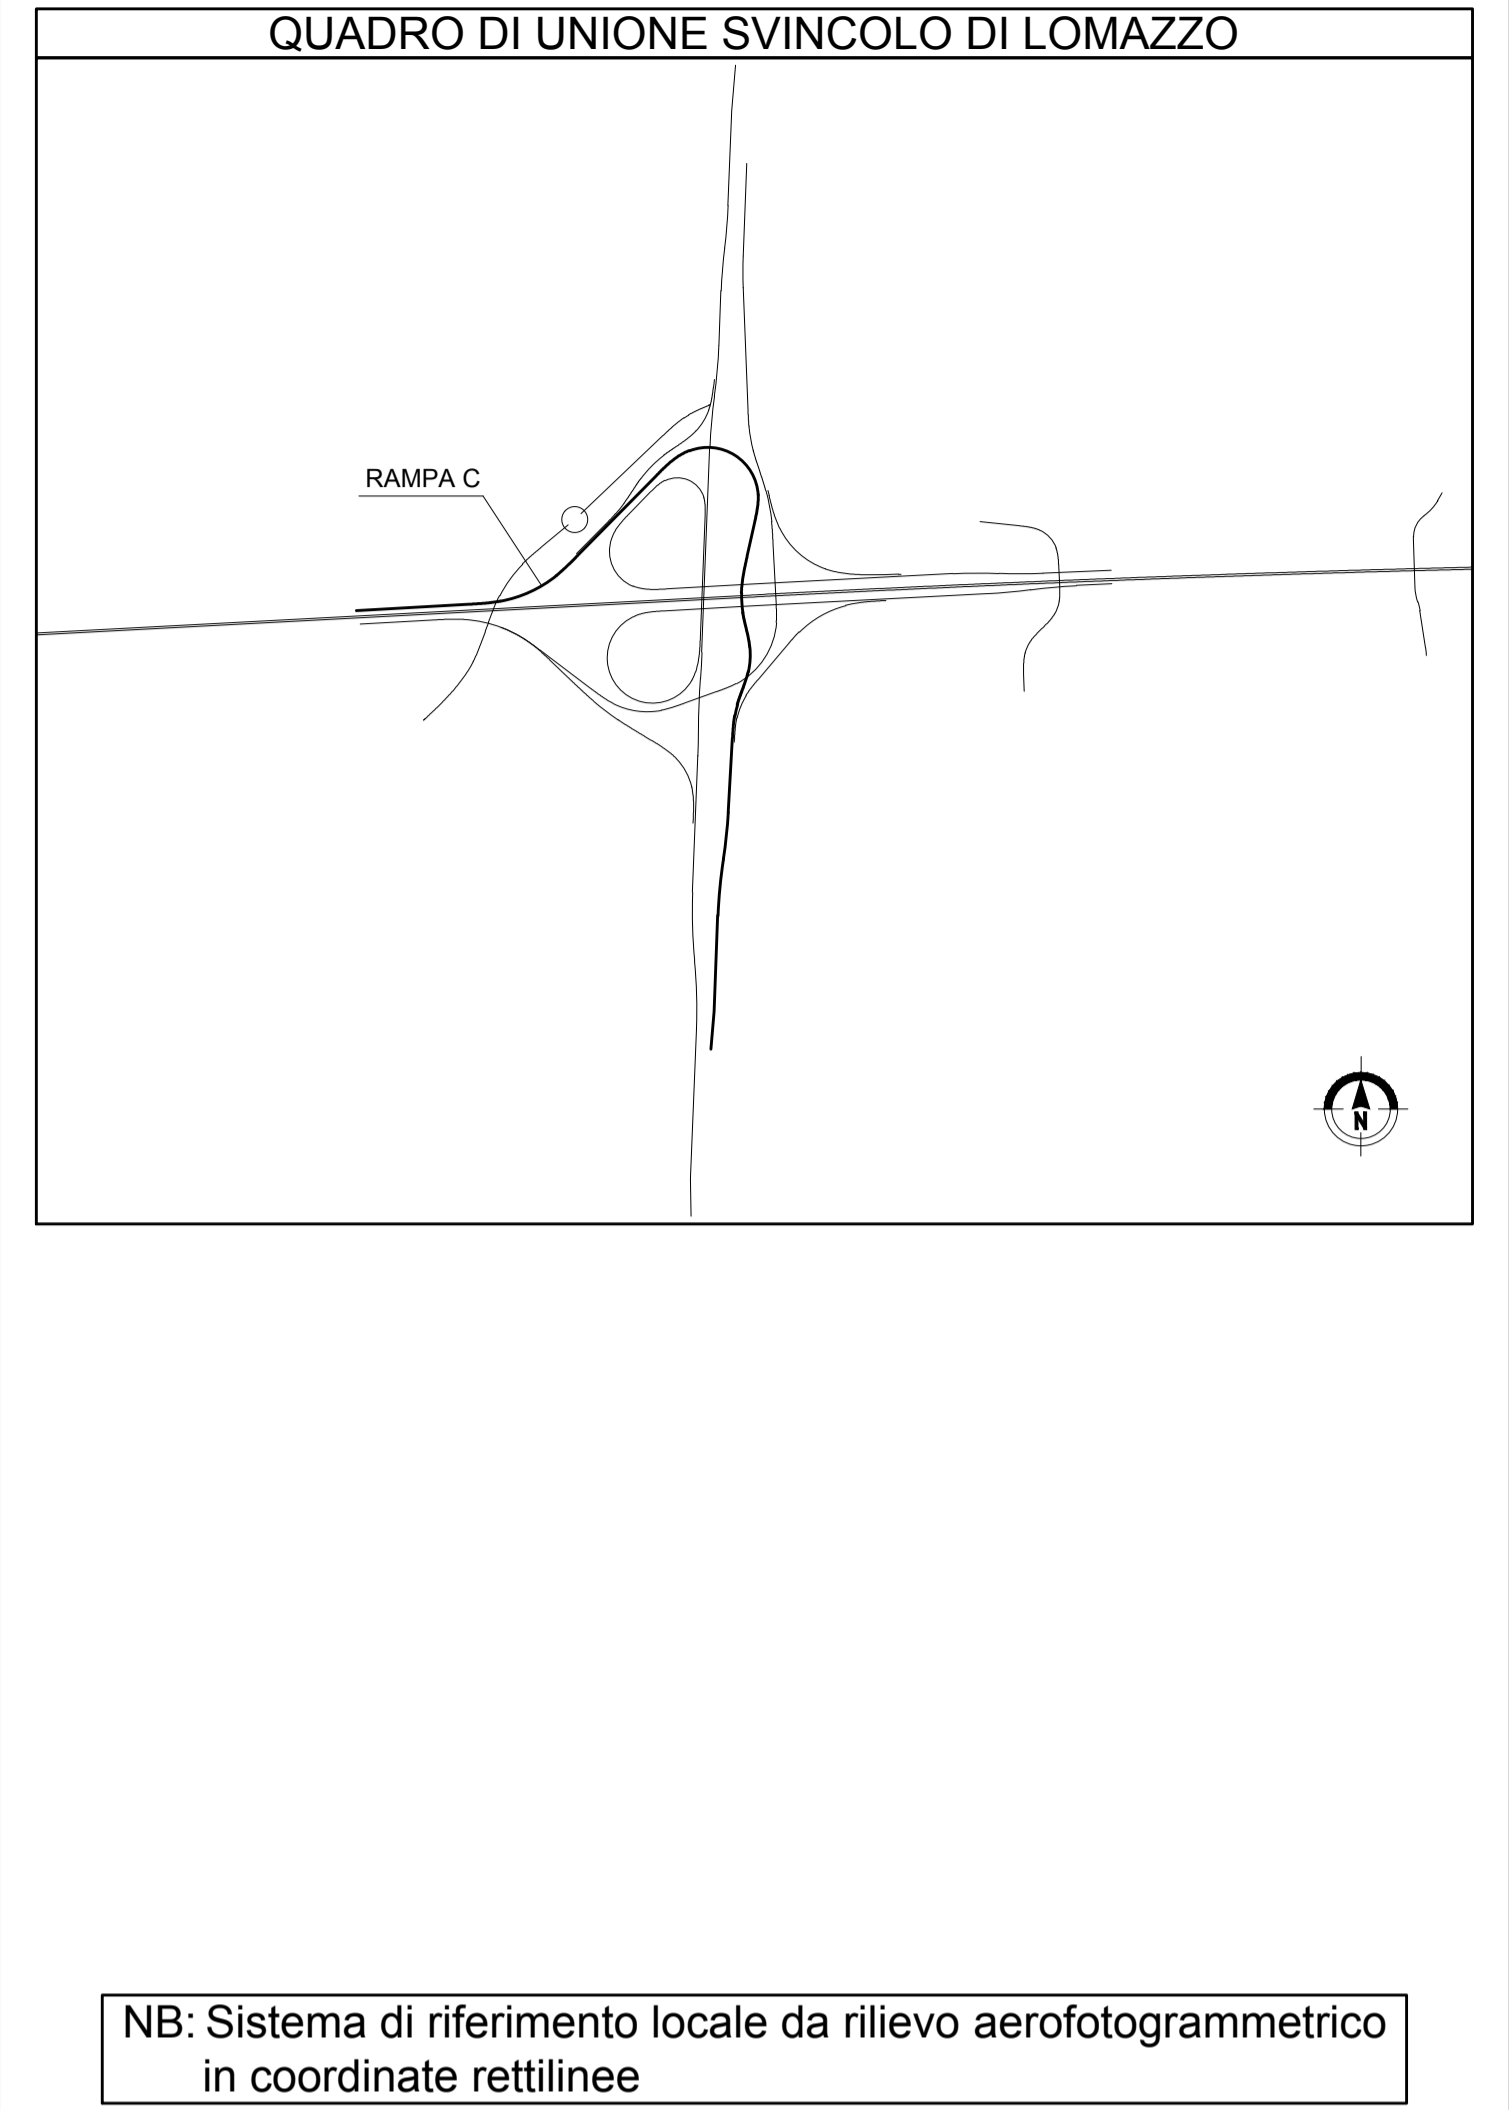 QUADRO DI UNIONE SVINCOLO DI LOMAZZO
RAMPA C
N
NB: Sistema di riferimento locale da rilievo aerofotogrammetrico
in coordinate rettilinee